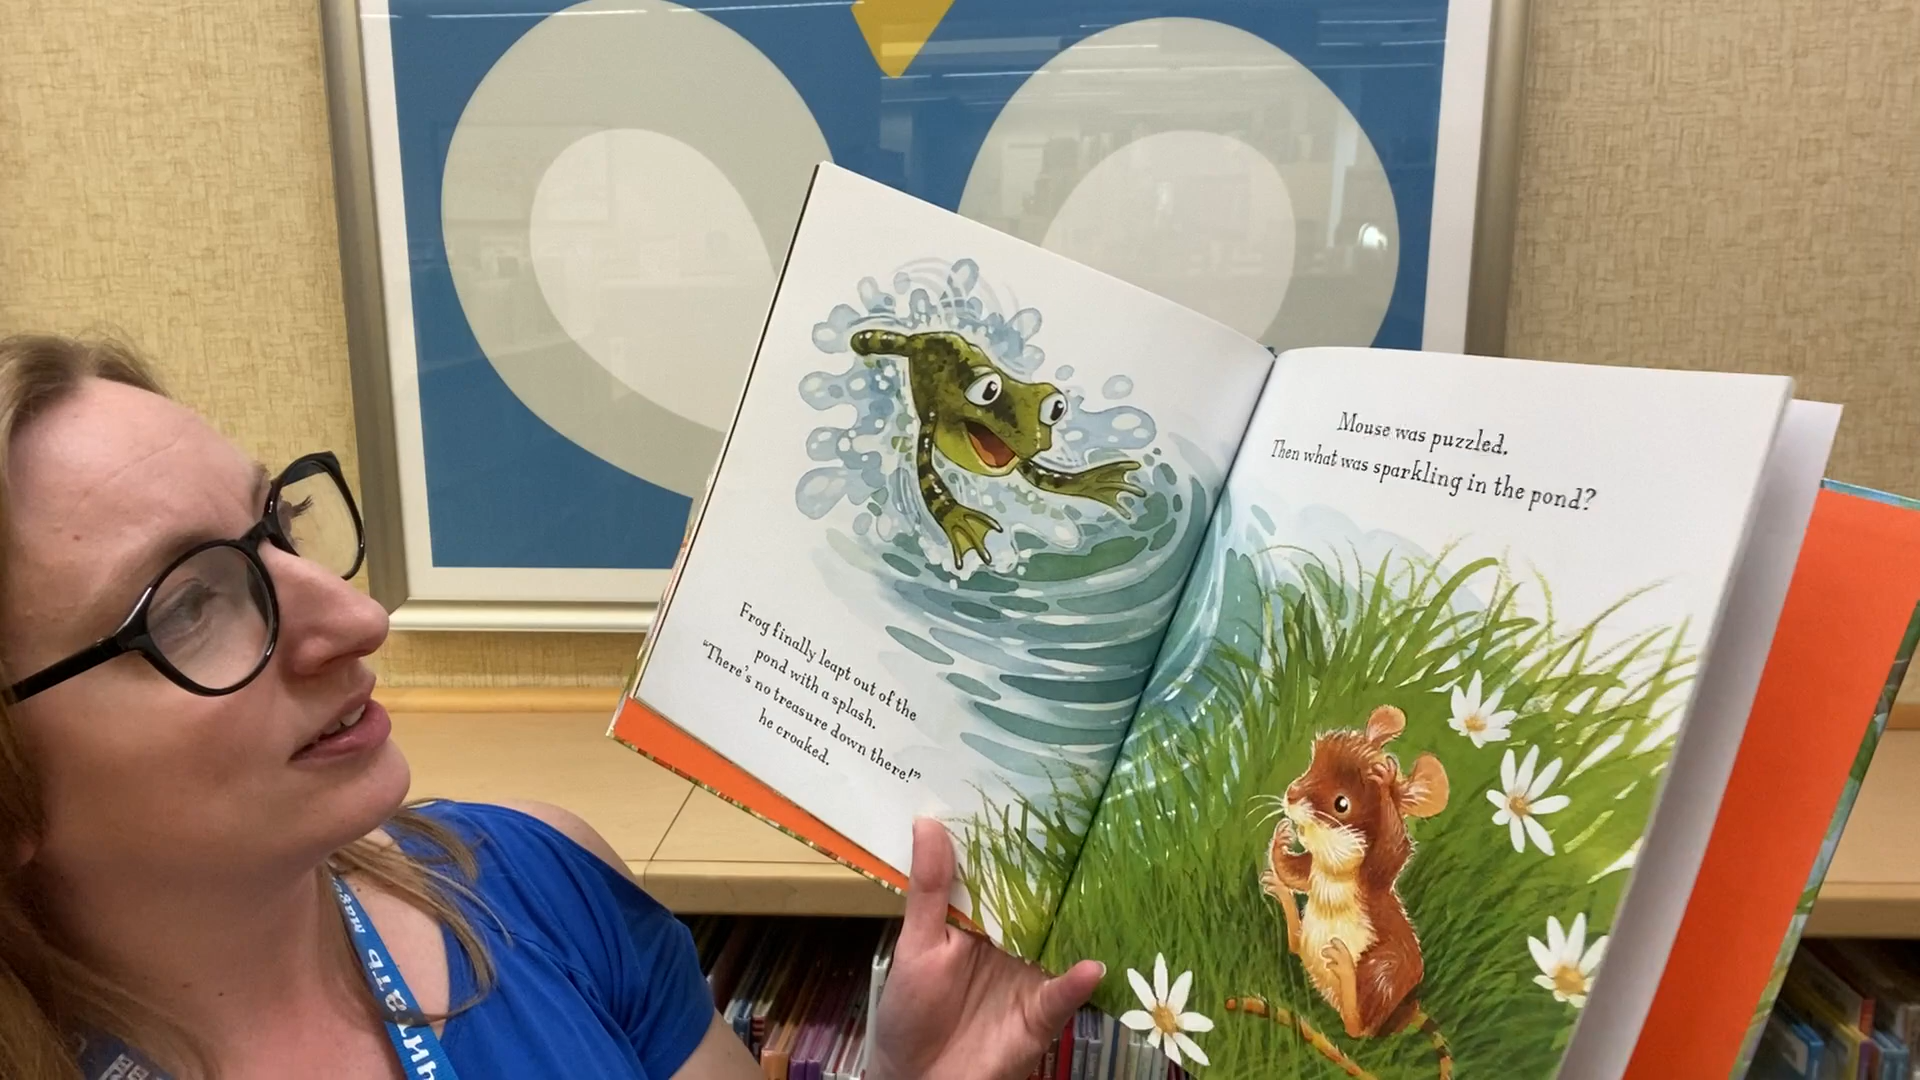 Frog finally leapt out of the
pond with a splash.
“There’s no treasure down there!”
he croaked.
Mouse was puzzled.
Then what was sparkling in the pond?